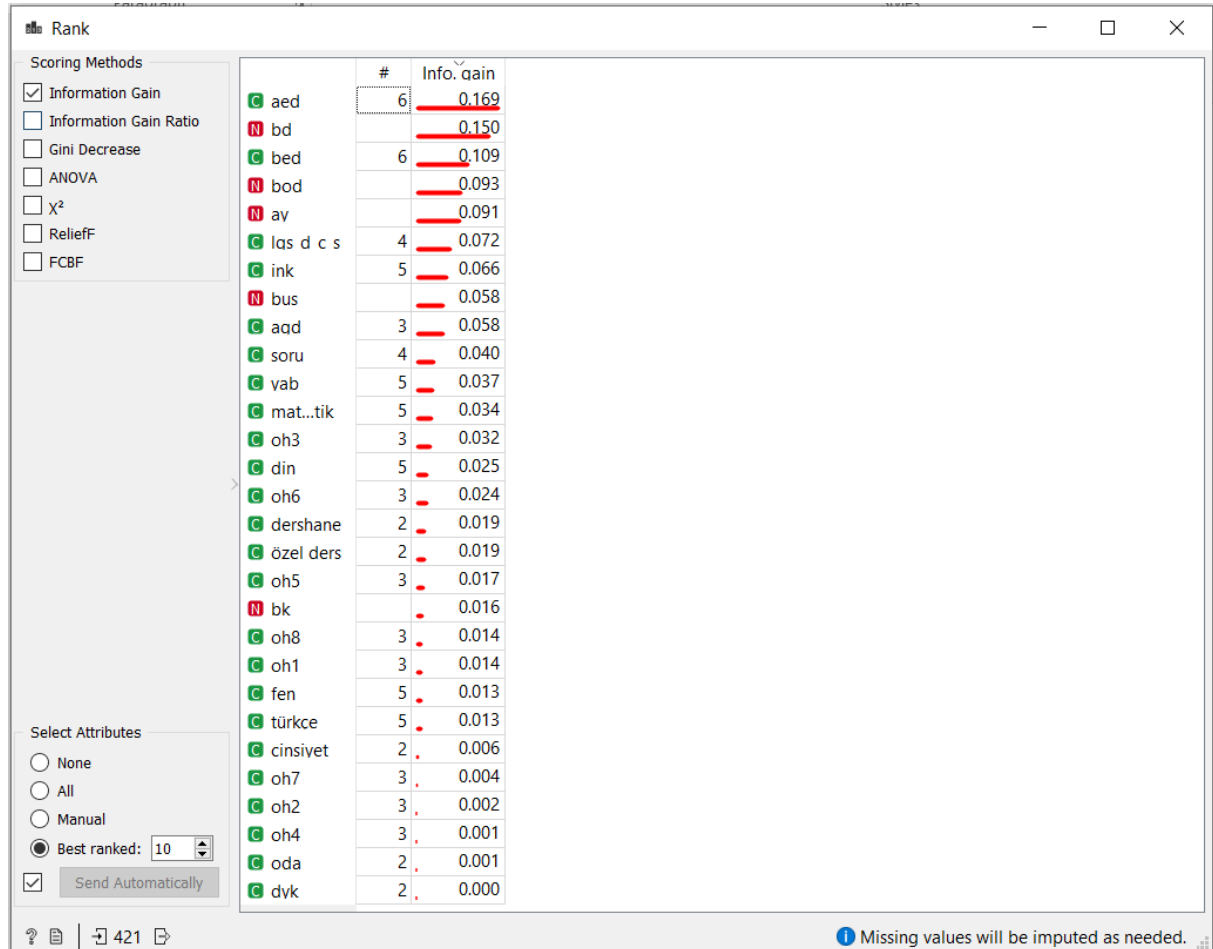 Rank
Scoring Methods
Information Gain
Information Gain Ratio
Gini Decrease
ANOVA
χ²
ReliefF
FCBF
# Info. gain
C aed 6 0.169
N bd 0.150
C bed 6 0.109
N bod 0.093
N av 0.091
C lgs d c s 4 0.072
C ink 5 0.066
N bus 0.058
C agd 3 0.058
C soru 4 0.040
C yab 5 0.037
C mat...tik 5 0.034
C oh3 3 0.032
C din 5 0.025
C oh6 3 0.024
C dershane 2 0.019
C özel ders 2 0.019
C oh5 3 0.017
N bk 0.016
C oh8 3 0.014
C oh1 3 0.014
C fen 5 0.013
C türkçe 5 0.013
C cinsiyet 2 0.006
C oh7 3 0.004
C oh2 3 0.002
C oh4 3 0.001
C oda 2 0.001
C dyk 2 0.000
Select Attributes
None
All
Manual
Best ranked: 10
Send Automatically
? 421
Missing values will be imputed as needed.